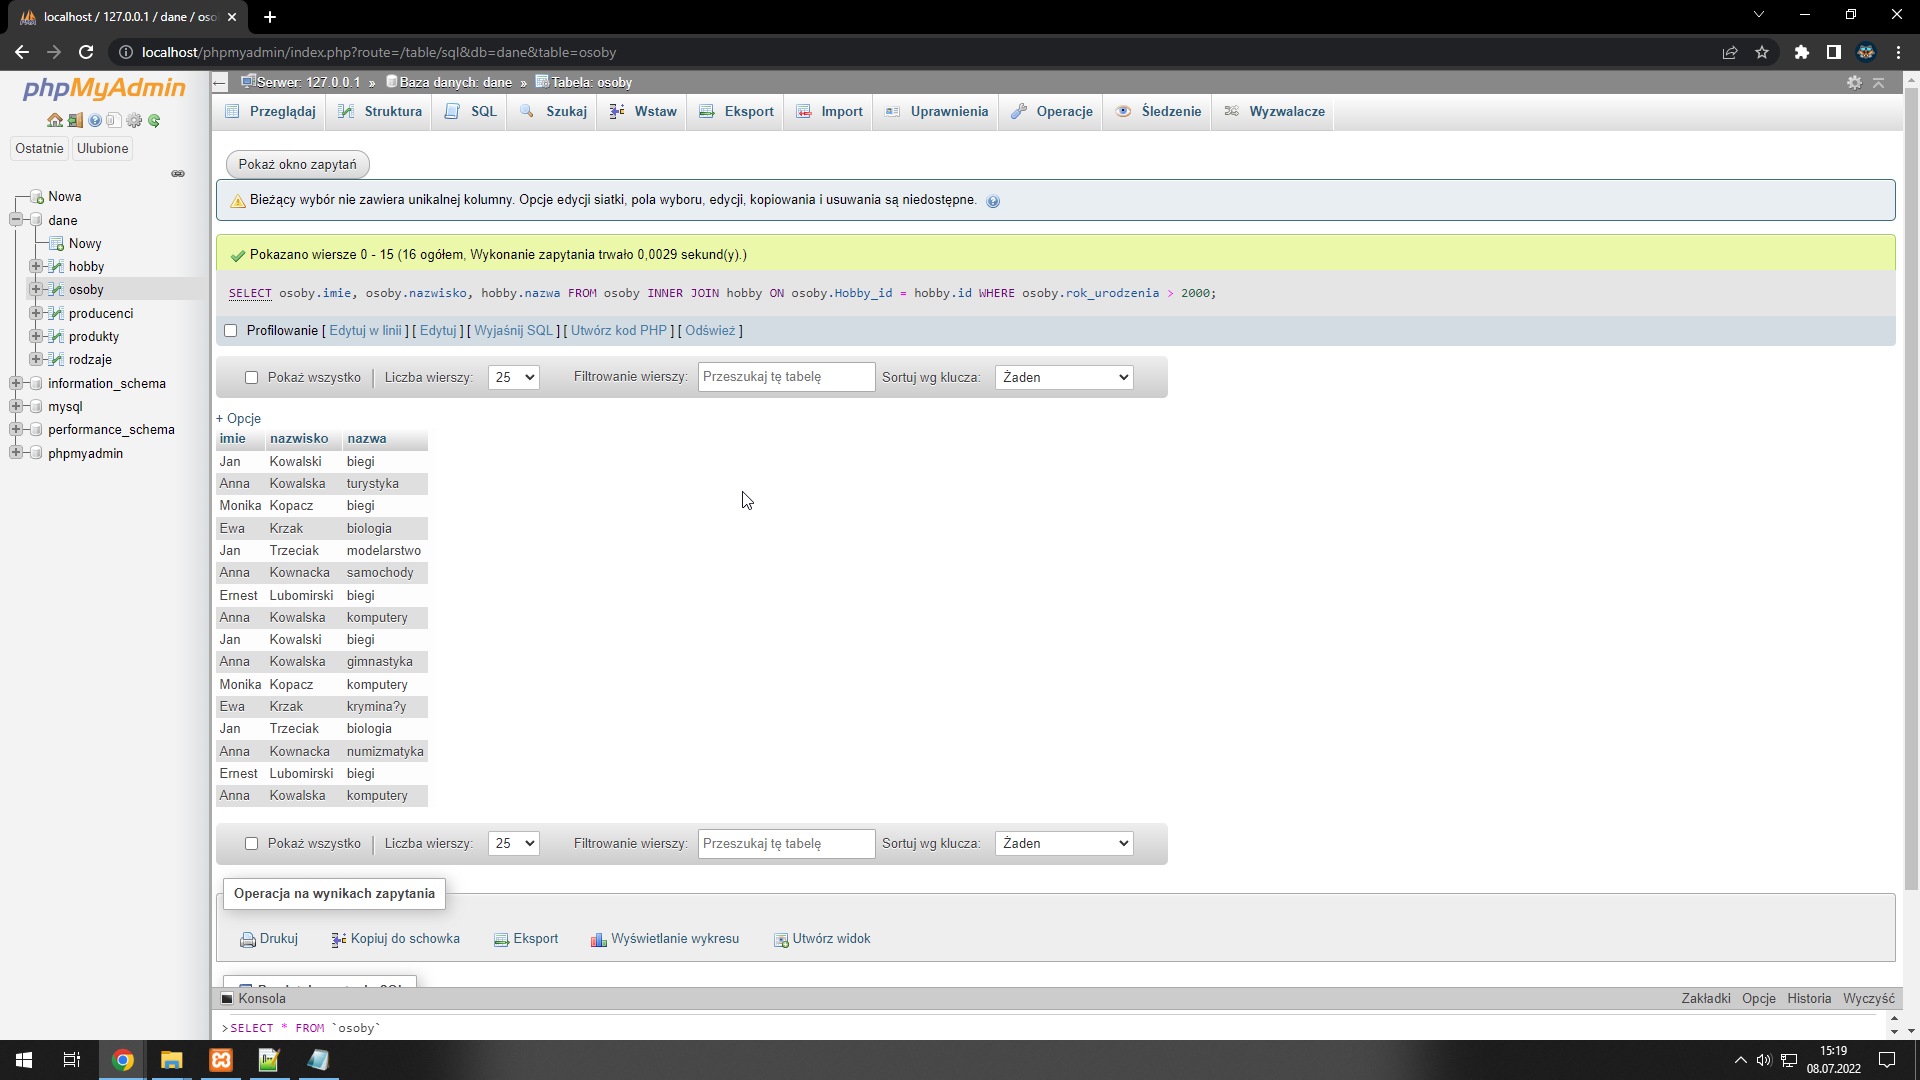 localhost / 127.0.0.1 / dane / oso
localhost/phpmyadmin/index.php?route=/table/sql&db=dane&table=osoby
phpMyAdmin
Ostatnie
Ulubione
Nowa
dane
Nowy
hobby
osoby
producenci
produkty
rodzaje
information_schema
mysql
performance_schema
phpmyadmin
Serwer: 127.0.0.1 » Baza danych: dane » Tabela: osoby
Przeglądaj Struktura SQL Szukaj Wstaw Eksport Import Uprawnienia Operacje Śledzenie Wyzwalacze
Pokaż okno zapytań
Bieżący wybór nie zawiera unikalnej kolumny. Opcje edycji siatki, pola wyboru, edycji, kopiowania i usuwania są niedostępne.
Pokazano wiersze 0 - 15 (16 ogółem, Wykonanie zapytania trwało 0,0029 sekund(y).)
SELECT osoby.imie, osoby.nazwisko, hobby.nazwa FROM osoby INNER JOIN hobby ON osoby.Hobby_id = hobby.id WHERE osoby.rok_urodzenia > 2000;
Profilowanie [ Edytuj w linii ] [ Edytuj ] [ Wyjaśnij SQL ] [ Utwórz kod PHP ] [ Odśwież ]
Pokaż wszystko Liczba wierszy: 25 Filtrowanie wierszy: Przeszukaj tę tabelę Sortuj wg klucza: Żaden
+ Opcje
imie nazwisko nazwa
Jan Kowalski biegi
Anna Kowalska turystyka
Monika Kopacz biegi
Ewa Krzak biologia
Jan Trzeciak modelarstwo
Anna Kownacka samochody
Ernest Lubomirski biegi
Anna Kowalska komputery
Jan Kowalski biegi
Anna Kowalska gimnastyka
Monika Kopacz komputery
Ewa Krzak krymina?y
Jan Trzeciak biologia
Anna Kownacka numizmatyka
Ernest Lubomirski biegi
Anna Kowalska komputery
Pokaż wszystko Liczba wierszy: 25 Filtrowanie wierszy: Przeszukaj tę tabelę Sortuj wg klucza: Żaden
Operacja na wynikach zapytania
Drukuj Kopiuj do schowka Eksport Wyświetlanie wykresu Utwórz widok
Konsola Zakładki Opcje Historia Wyczyść
>SELECT * FROM `osoby`
15:19
08.07.2022